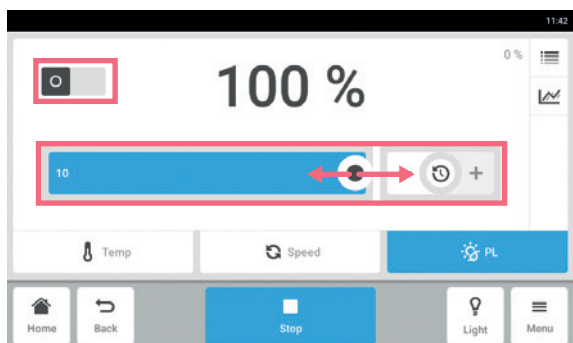 11:42
0 %
100 %
10
Temp
Speed
PL
Home
Back
Stop
Light
Menu